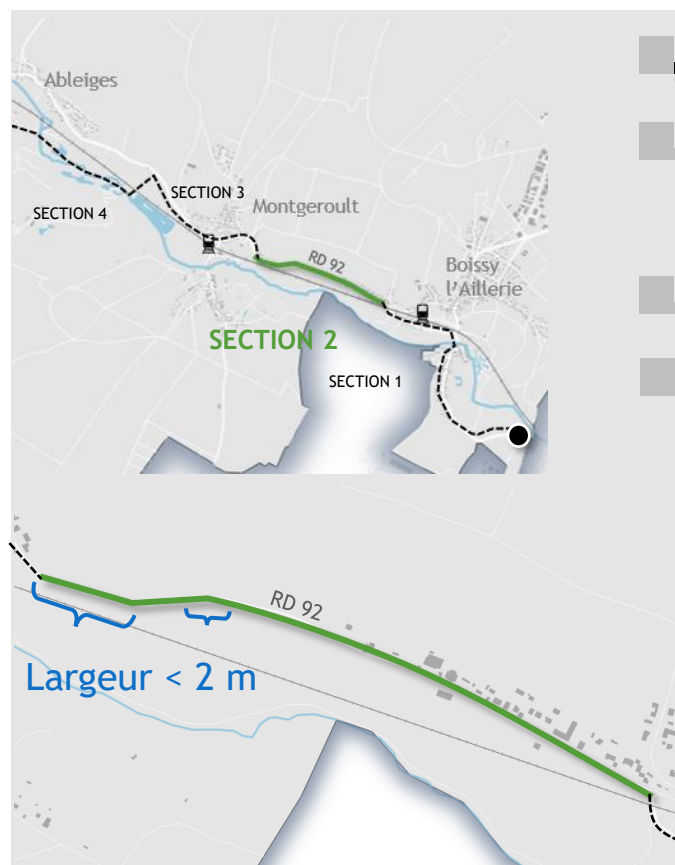 Ableiges
SECTION 3
SECTION 4
Montgeroult
RD 92
Boissy
l'Aillerie
SECTION 2
SECTION 1
RD 92
Largeur < 2 m